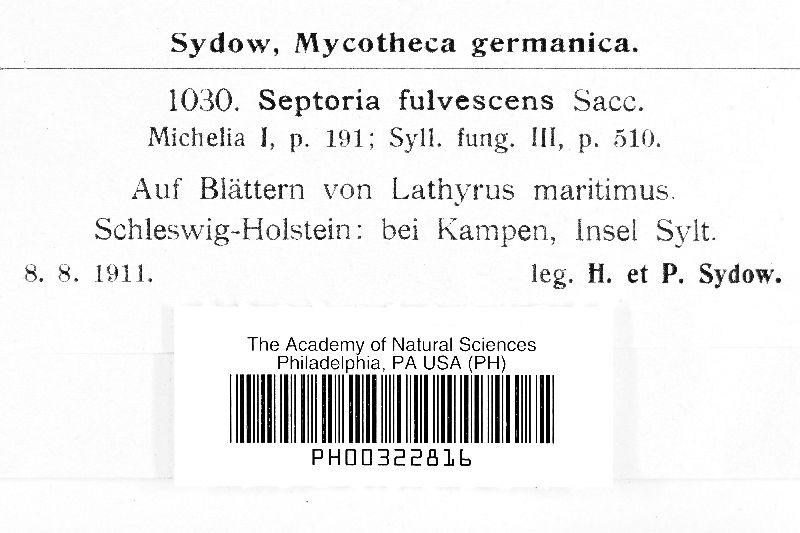 Sydow, Mycotheca germanica.
1030. Septoria fulvescens Sacc.
Michelia I, p. 191; Syll. fung. III, p. 510.
Auf Blättern von Lathyrus maritimus.
Schleswig-Holstein: bei Kampen, Insel Sylt.
8. 8. 1911. leg. H. et P. Sydow.
The Academy of Natural Sciences
Philadelphia, PA USA (PH)
PH00322816